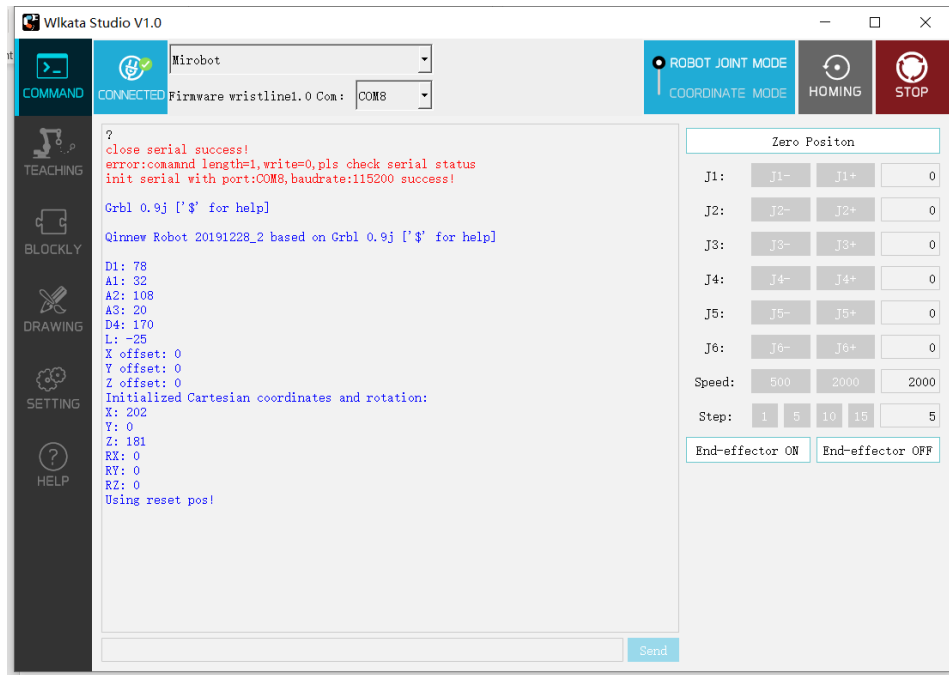 Wlkata Studio V1.0
COMMAND
CONNECTED
Mirobot
Firmware wristline1.0 Com: COM8
ROBOT JOINT MODE
COORDINATE MODE
HOMING
STOP
TEACHING
BLOCKLY
DRAWING
SETTING
HELP
?
close serial success!
error:comamnd length=1,write=0,pls check serial status
init serial with port:COM8,baudrate:115200 success!
Grbl 0.9j ['$' for help]
Qinnew Robot 20191228_2 based on Grbl 0.9j ['$' for help]
D1: 78
A1: 32
A2: 108
A3: 20
D4: 170
L: -25
X offset: 0
Y offset: 0
Z offset: 0
Initialized Cartesian coordinates and rotation:
X: 202
Y: 0
Z: 181
RX: 0
RY: 0
RZ: 0
Using reset pos!
Send
Zero Positon
J1: J1- J1+ 0
J2: J2- J2+ 0
J3: J3- J3+ 0
J4: J4- J4+ 0
J5: J5- J5+ 0
J6: J6- J6+ 0
Speed: 500 2000 2000
Step: 1 5 10 15 5
End-effector ON End-effector OFF